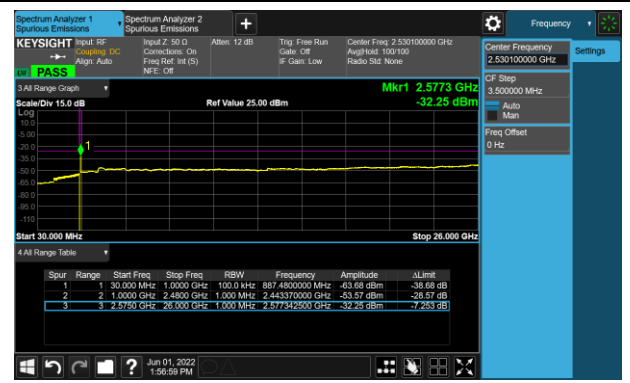 Spectrum Analyzer 1
Spurious Emissions
Spectrum Analyzer 2
Spurious Emissions
Frequency
KEYSIGHT
Input: RF
Coupling: DC
Align: Auto
Input Z: 50 Ω
Corrections: On
Freq Ref: Int (S)
NFE: Off
Atten: 12 dB
Trig: Free Run
Gate: Off
IF Gain: Low
Center Freq: 2.530100000 GHz
Avg|Hold: 100/100
Radio Std: None
PASS
Center Frequency
2.530100000 GHz
Settings
CF Step
3.500000 MHz
Auto
Man
Freq Offset
0 Hz
3 All Range Graph
Mkr1 2.5773 GHz
-32.25 dBm
Scale/Div 15.0 dB
Ref Value 25.00 dBm
Log
10.0
-5.00
-20.0
-35.0
-50.0
-65.0
-80.0
-95.0
-110
1
Start 30.000 MHz
Stop 26.000 GHz
4 All Range Table
Spur Range Start Freq Stop Freq RBW Frequency Amplitude ΔLimit
1 1 30.000 MHz 1.0000 GHz 100.0 kHz 887.4800000 MHz -63.68 dBm -38.68 dB
2 2 1.0000 GHz 2.4800 GHz 1.000 MHz 2.443370000 GHz -53.57 dBm -28.57 dB
3 3 2.5750 GHz 26.000 GHz 1.000 MHz 2.577342500 GHz -32.25 dBm -7.253 dB
Jun 01, 2022
1:56:59 PM